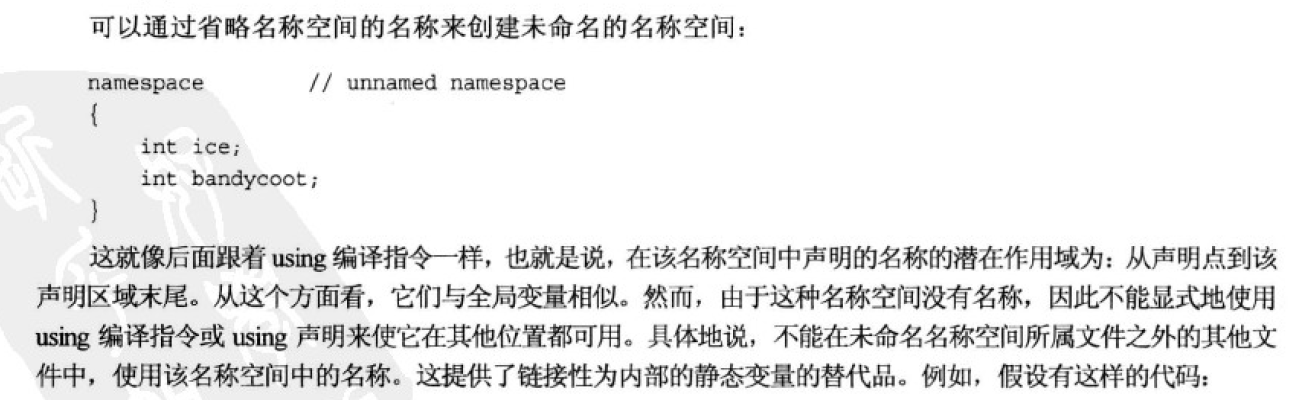 可以通过省略名称空间的名称来创建未命名的名称空间：
namespace // unnamed namespace
{
int ice;
int bandycoot;
}
这就像后面跟着 using 编译指令一样，也就是说，在该名称空间中声明的名称的潜在作用域为：从声明点到该
声明区域末尾。从这个方面看，它们与全局变量相似。然而，由于这种名称空间没有名称，因此不能显式地使用
using 编译指令或 using 声明来使它在其他位置都可用。具体地说，不能在未命名名称空间所属文件之外的其他文
件中，使用该名称空间中的名称。这提供了链接性为内部的静态变量的替代品。例如，假设有这样的代码：